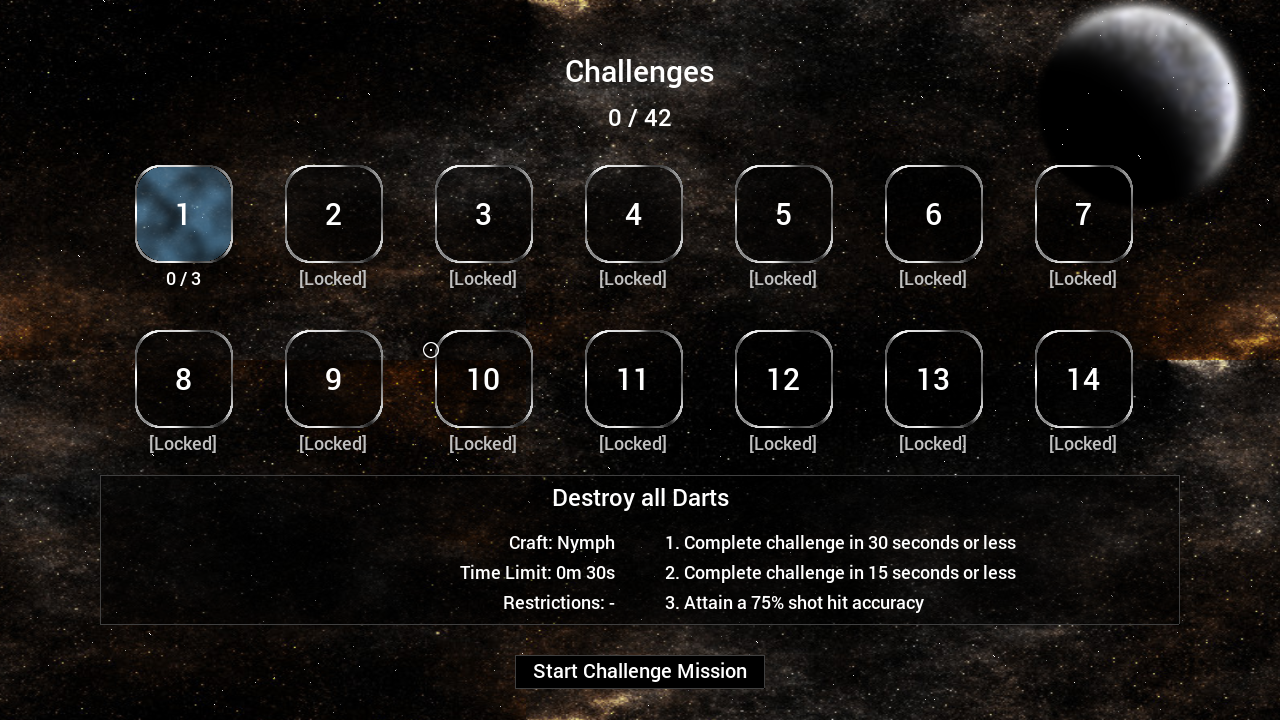 Challenges
0 / 42
1 2 3 4 5 6 7
0 / 3 [Locked] [Locked] [Locked] [Locked] [Locked] [Locked]
8 9 10 11 12 13 14
[Locked] [Locked] [Locked] [Locked] [Locked] [Locked] [Locked]
Destroy all Darts
Craft: Nymph
Time Limit: 0m 30s
Restrictions: -
1. Complete challenge in 30 seconds or less
2. Complete challenge in 15 seconds or less
3. Attain a 75% shot hit accuracy
Start Challenge Mission